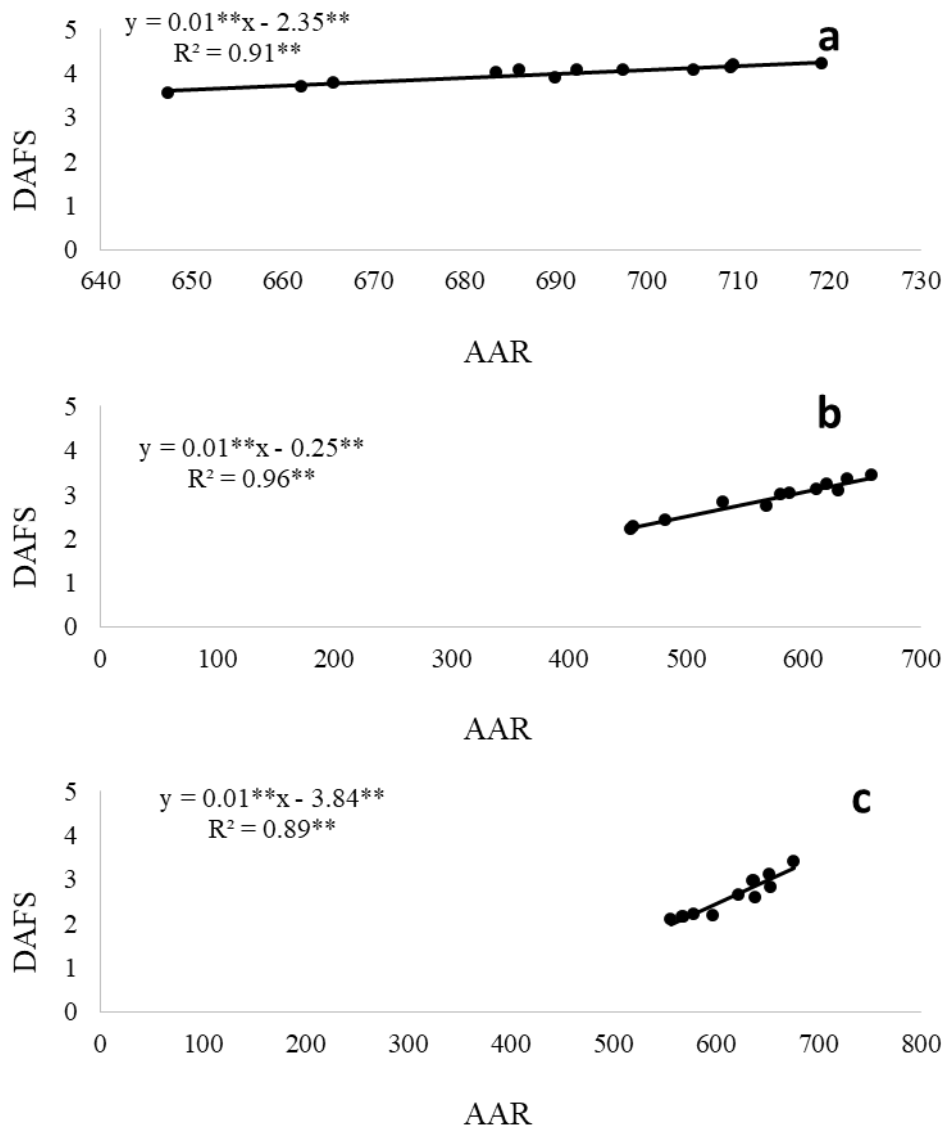 y = 0.01**x - 2.35**
R² = 0.91**
a
5
4
3
2
1
0
DAFS
640 650 660 670 680 690 700 710 720 730
AAR
y = 0.01**x - 0.25**
R² = 0.96**
b
5
4
3
2
1
0
DAFS
0 100 200 300 400 500 600 700
AAR
y = 0.01**x - 3.84**
R² = 0.89**
c
5
4
3
2
1
0
DAFS
0 100 200 300 400 500 600 700 800
AAR